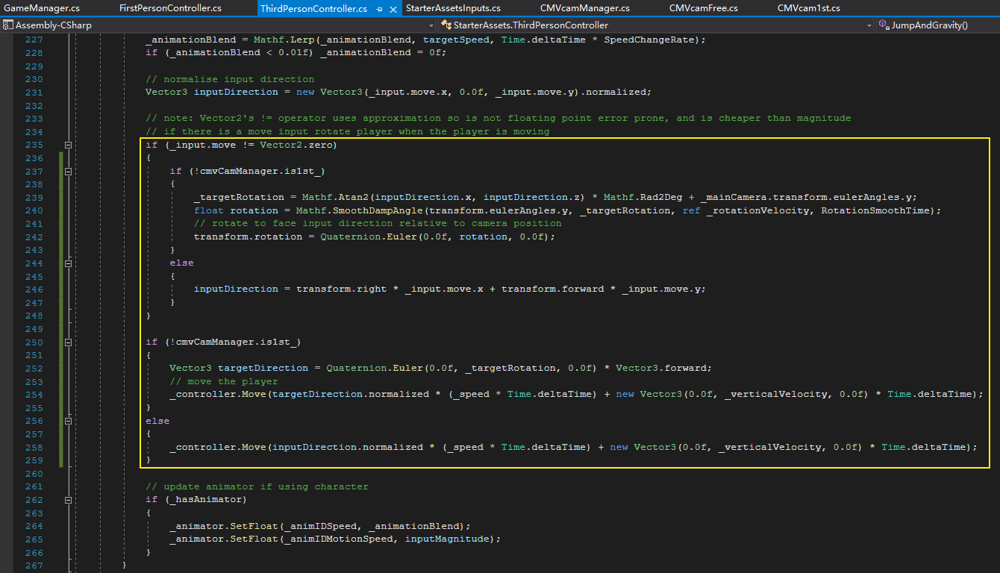 GameManager.cs FirstPersonController.cs ThirdPersonController.cs StarterAssetsInputs.cs CMVcamManager.cs CMVcamFree.cs CMVcam1st.cs
Assembly-CSharp StarterAssets.ThirdPersonController JumpAndGravity()
227 _animationBlend = Mathf.Lerp(_animationBlend, targetSpeed, Time.deltaTime * SpeedChangeRate);
228 if (_animationBlend < 0.01f) _animationBlend = 0f;
229
230 // normalise input direction
231 Vector3 inputDirection = new Vector3(_input.move.x, 0.0f, _input.move.y).normalized;
232
233 // note: Vector2's != operator uses approximation so is not floating point error prone, and is cheaper than magnitude
234 // if there is a move input rotate player when the player is moving
235 if (_input.move != Vector2.zero)
236 {
237 if (!cmvCamManager.is1st_)
238 {
239 _targetRotation = Mathf.Atan2(inputDirection.x, inputDirection.z) * Mathf.Rad2Deg + _mainCamera.transform.eulerAngles.y;
240 float rotation = Mathf.SmoothDampAngle(transform.eulerAngles.y, _targetRotation, ref _rotationVelocity, RotationSmoothTime);
241 // rotate to face input direction relative to camera position
242 transform.rotation = Quaternion.Euler(0.0f, rotation, 0.0f);
243 }
244 else
245 {
246 inputDirection = transform.right * _input.move.x + transform.forward * _input.move.y;
247 }
248 }
249
250 if (!cmvCamManager.is1st_)
251 {
252 Vector3 targetDirection = Quaternion.Euler(0.0f, _targetRotation, 0.0f) * Vector3.forward;
253 // move the player
254 _controller.Move(targetDirection.normalized * (_speed * Time.deltaTime) + new Vector3(0.0f, _verticalVelocity, 0.0f) * Time.deltaTime);
255 }
256 else
257 {
258 _controller.Move(inputDirection.normalized * (_speed * Time.deltaTime) + new Vector3(0.0f, _verticalVelocity, 0.0f) * Time.deltaTime);
259 }
260
261 // update animator if using character
262 if (_hasAnimator)
263 {
264 _animator.SetFloat(_animIDSpeed, _animationBlend);
265 _animator.SetFloat(_animIDMotionSpeed, inputMagnitude);
266 }
267 }